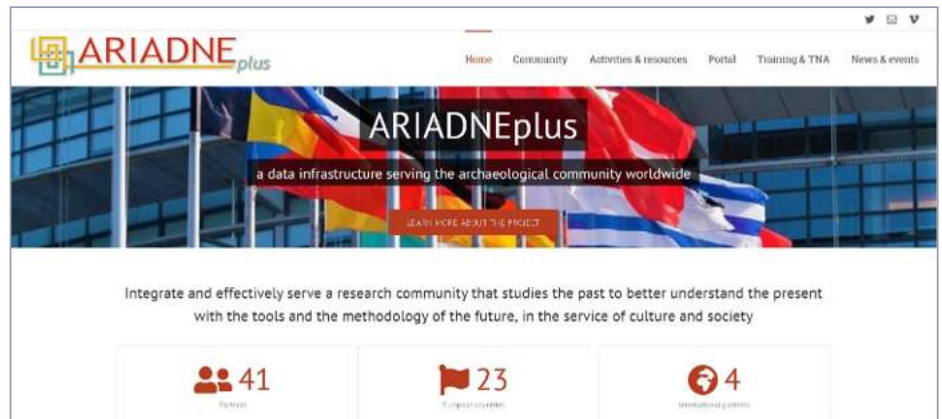 ARIADNEplus
Home Community Activities & resources Portal Training & TNA News & events
ARIADNEplus
a data infrastructure serving the archaeological community worldwide
LEARN MORE ABOUT THE PROJECT
Integrate and effectively serve a research community that studies the past to better understand the present
with the tools and the methodology of the future, in the service of culture and society
41 23 4
Partners European countries International partners